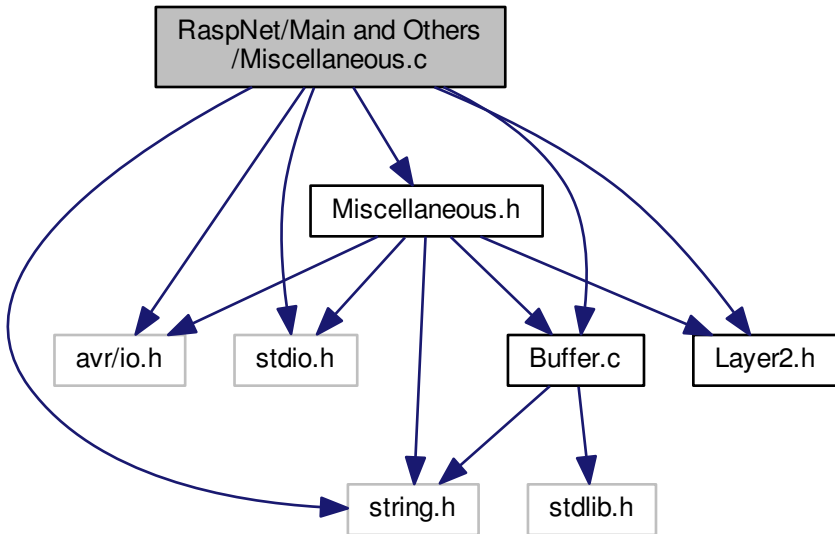 RaspNet/Main and Others
/Miscellaneous.c
Miscellaneous.h
avr/io.h
stdio.h
Buffer.c
Layer2.h
string.h
stdlib.h